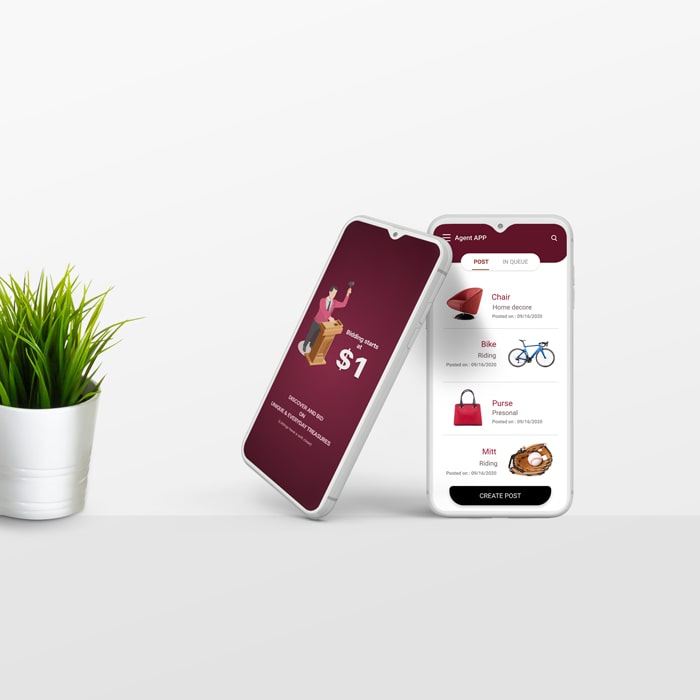 Bidding starts
at
$1
DISCOVER AND BID
ON
UNIQUE & EVERYDAY TREASURES
Agent APP
POST
IN QUEUE
Chair
Home decore
Posted on : 09/16/2020
Bike
Riding
Posted on : 09/16/2020
Purse
Presonal
Posted on : 09/16/2020
Mitt
Riding
Posted on : 09/16/2020
CREATE POST